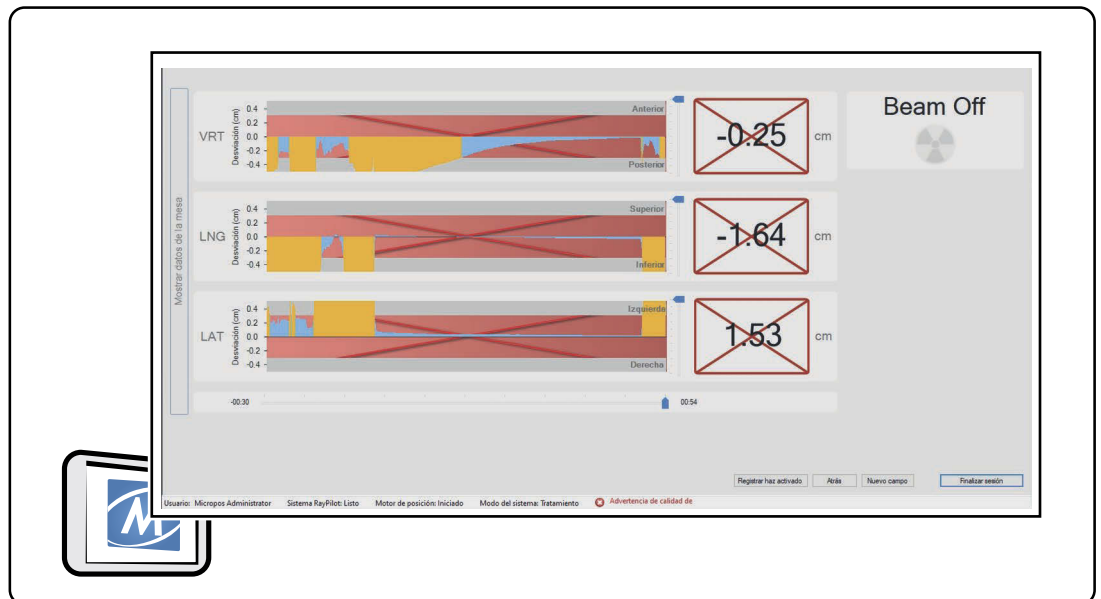 Beam Off
Mostrar datos de la mesa
VRT
Desviación (cm)
0.4
0.2
0.0
-0.2
-0.4
Anterior
Posterior
-0.25
cm
LNG
Desviación (cm)
0.4
0.2
0.0
-0.2
-0.4
Superior
Inferior
-1.64
cm
LAT
Desviación (cm)
0.4
0.2
0.0
-0.2
-0.4
Izquierda
Derecha
1.53
cm
-00:30
00:54
Registrar haz activado Atrás Nuevo campo Finalizar sesión
Usuario: Micropos Administrator Sistema RayPilot: Listo Motor de posición: Iniciado Modo del sistema: Tratamiento Advertencia de calidad de
M